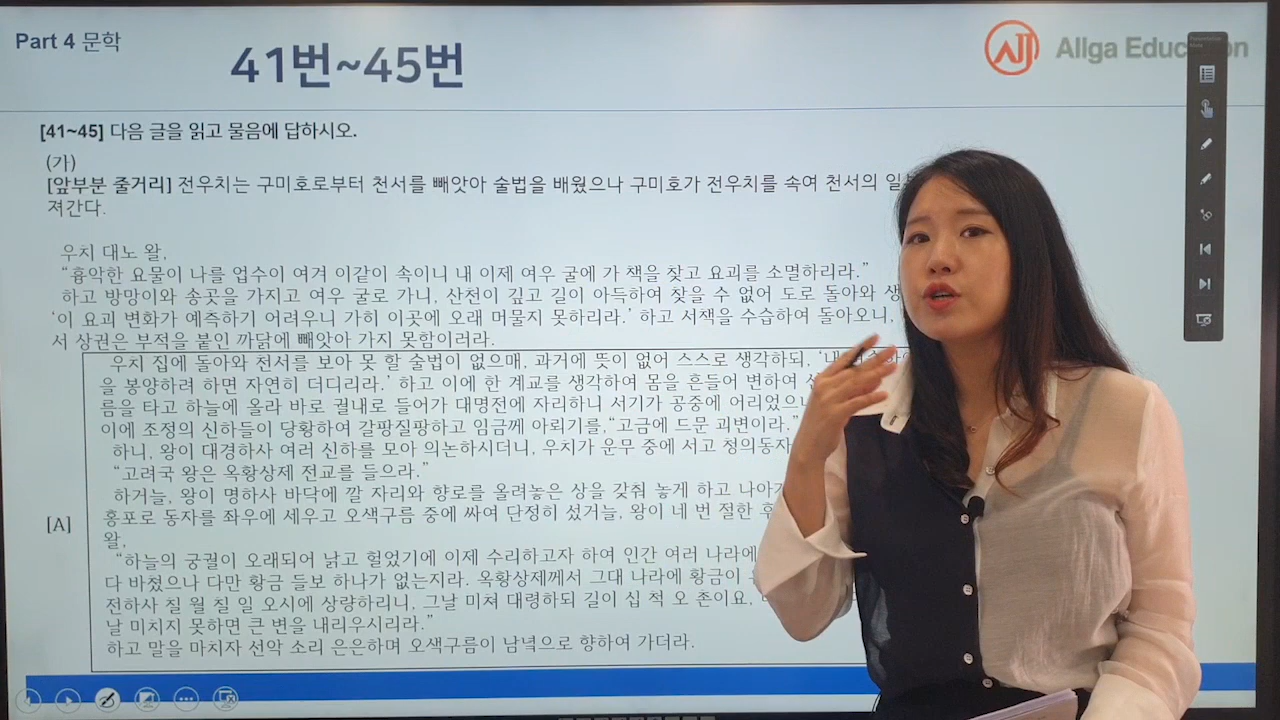 Part 4 문학
41번~45번
Aliga Education
[41~45] 다음 글을 읽고 물음에 답하시오.
(가)
[앞부분 줄거리] 전우치는 구미호로부터 천서를 빼앗아 술법을 배웠으나 구미호가 전우치를 속여 천서의
져간다.
우치 대노 왈,
“흉악한 요물이 나를 업수이 여겨 이같이 속이니 내 이제 여우 굴에 가 책을 찾고 요괴를 소멸하리라.”
하고 방망이와 송곳을 가지고 여우 굴로 가니, 산천이 깊고 길이 아득하여 찾을 수 없어 도로 돌아와
‘이 요괴 변화가 예측하기 어려우니 가히 이곳에 오래 머물지 못하리라.’ 하고 서책을 수습하여 돌아오니,
서 상권은 부적을 붙인 까닭에 빼앗아 가지 못함이러라.
우치 집에 돌아와 천서를 보아 못 할 술법이 없으매, 과거에 뜻이 없어 스스로 생각하되,
을 봉양하려 하면 자연히 더디리라.’ 하고 이에 한 계교를 생각하여 몸을 흔들어 변하여
름을 타고 하늘에 올라 바로 궐내로 들어가 대명전에 자리하니 서기가 공중에 어리었으니
이에 조정의 신하들이 당황하여 갈팡질팡하고 임금께 아뢰기를,“고금에 드문 괴변이라.”
하니, 왕이 대경하사 여러 신하를 모아 의논하시더니, 우치가 운무 중에 서고 청의동자
“고려국 왕은 옥황상제 전교를 들으라.”
하거늘, 왕이 명하사 바닥에 깔 자리와 향로를 올려놓은 상을 갖춰 놓게 하고
[A]
홍포로 동자를 좌우에 세우고 오색구름 중에 싸여 단정히 섰거늘, 왕이 네 번 절한
왈,
“하늘의 궁궐이 오래되어 낡고 헐었기에 이제 수리하고자 하여 인간 여러 나라에
다 바쳤으나 다만 황금 들보 하나가 없는지라. 옥황상제께서 그대 나라에 황금이
전하사 칠 월 칠 일 오시에 상량하리니, 그날 미쳐 대령하되 길이 십 척 오 촌이요,
날 미치지 못하면 큰 변을 내리우시리라.”
하고 말을 마치자 선악 소리 은은하며 오색구름이 남녘으로 향하여 가더라.